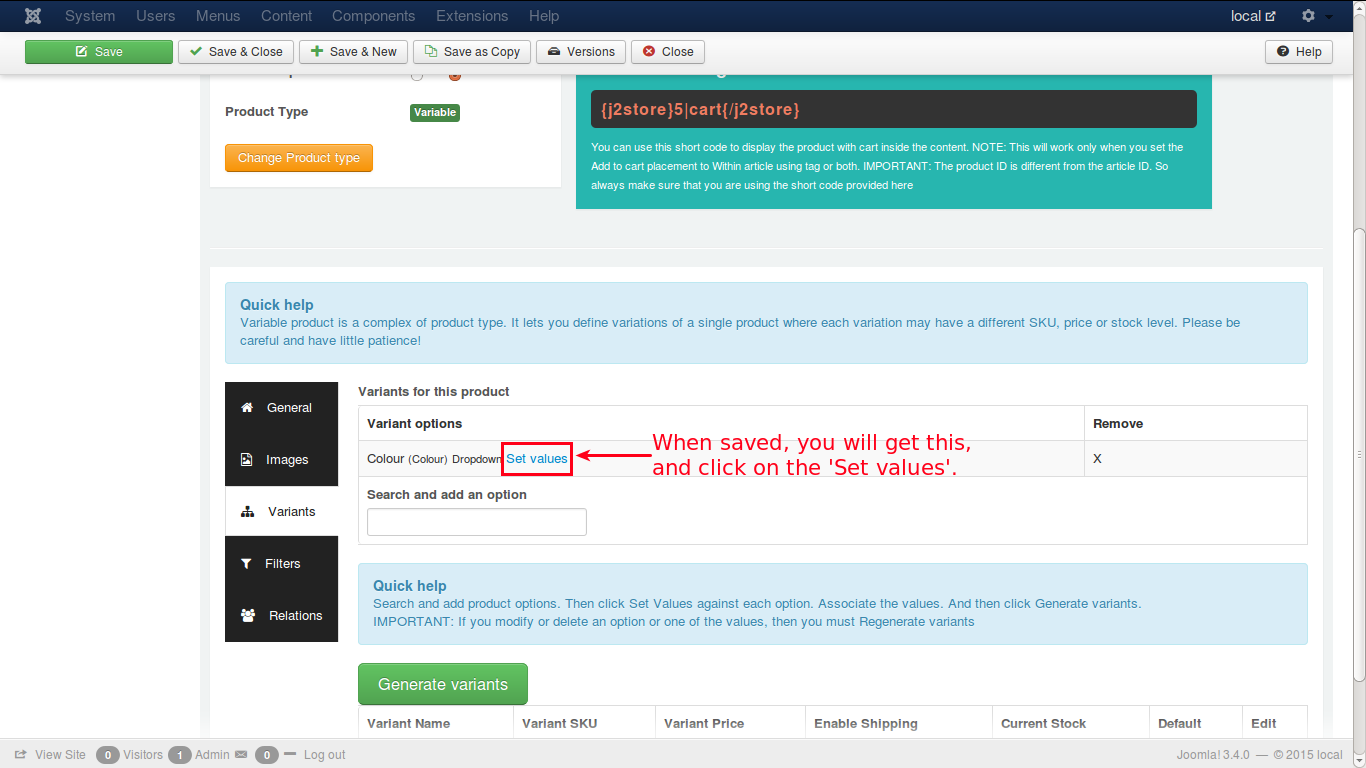 System Users Menus Content Components Extensions Help local
Save Save & Close Save & New Save as Copy Versions Close Help
Product Type Variable
Change Product type
{j2store}5|cart{/j2store}
You can use this short code to display the product with cart inside the content. NOTE: This will work only when you set the
Add to cart placement to Within article using tag or both. IMPORTANT: The product ID is different from the article ID. So
always make sure that you are using the short code provided here
Quick help
Variable product is a complex of product type. It lets you define variations of a single product where each variation may have a different SKU, price or stock level. Please be
careful and have little patience!
General
Images
Variants
Filters
Relations
Variants for this product
Variant options Remove
Colour (Colour) Dropdown Set values X
When saved, you will get this,
and click on the 'Set values'.
Search and add an option
Quick help
Search and add product options. Then click Set Values against each option. Associate the values. And then click Generate variants.
IMPORTANT: If you modify or delete an option or one of the values, then you must Regenerate variants
Generate variants
Variant Name Variant SKU Variant Price Enable Shipping Current Stock Default Edit
View Site 0 Visitors 1 Admin 0 Log out Joomla! 3.4.0 — © 2015 local